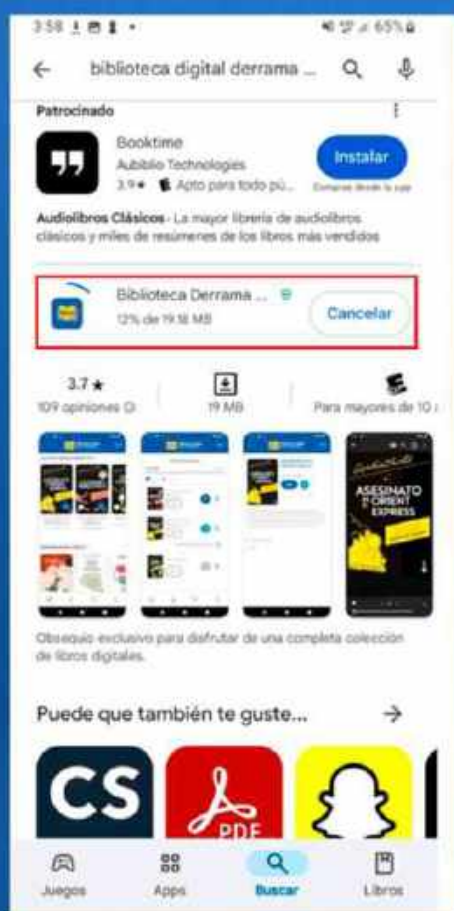 3:58
65%
biblioteca digital derrama ...
Patrocinado
Booktime
Aubiblio Technologies
3.9★ Apto para todo pú...
Instalar
Compras desde la app
Audiolibros Clásicos - La mayor librería de audiolibros
clásicos y miles de resúmenes de los libros más vendidos
Biblioteca Derrama ...
12% de 19.18 MB
Cancelar
3.7★
109 opiniones
19 MB
Para mayores de 10
ASESINATO
ORIENT
EXPRESS
Obsequio exclusivo para disfrutar de una completa colección
de libros digitales.
Puede que también te guste...
CS
PDF
Juegos
Apps
Buscar
Libros